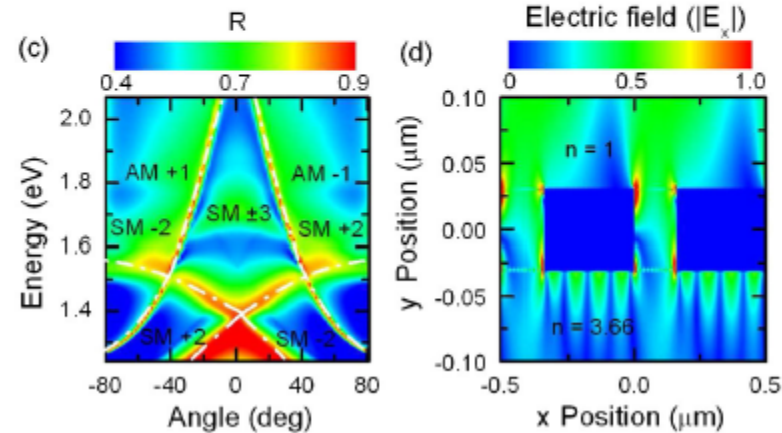 (c)
R
0.4 0.7 0.9
2.0
1.8
1.6
1.4
Energy (eV)
AM +1
AM -1
SM ±3
SM -2
SM +2
SM +2
SM -2
-80 -40 0 40 80
Angle (deg)
(d)
Electric field (|E_x|)
0 0.5 1.0
0.10
0.05
0.00
-0.05
-0.10
y Position (μm)
n = 1
n = 3.66
-0.5 0.0 0.5
x Position (μm)